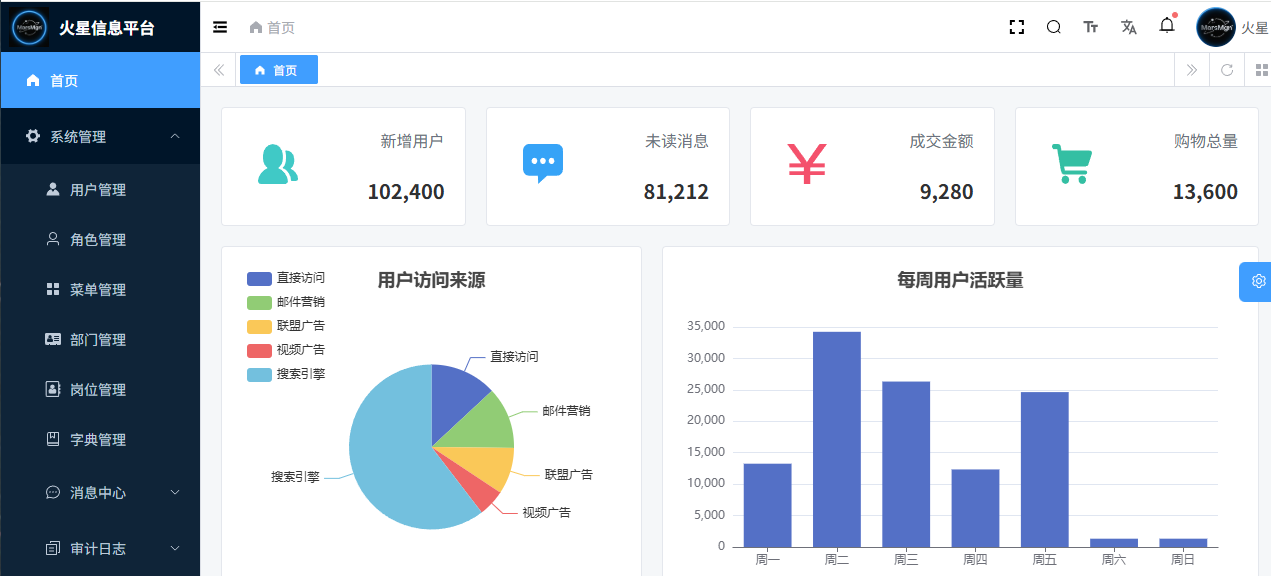 MarsMgn 火星信息平台
首页
系统管理
用户管理
角色管理
菜单管理
部门管理
岗位管理
字典管理
消息中心
审计日志
首页
MarsMgn 火星
首页
新增用户
102,400
未读消息
81,212
成交金额
9,280
购物总量
13,600
用户访问来源
直接访问
邮件营销
联盟广告
视频广告
搜索引擎
直接访问
邮件营销
联盟广告
视频广告
搜索引擎
每周用户活跃量
35,000
30,000
25,000
20,000
15,000
10,000
5,000
0
周一 周二 周三 周四 周五 周六 周日